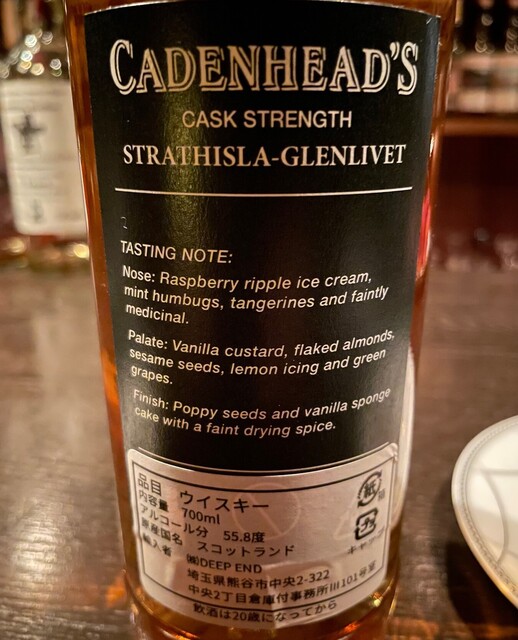 CADENHEAD'S
CASK STRENGTH
STRATHISLA-GLENLIVET
TASTING NOTE:
Nose: Raspberry ripple ice cream,
mint humbugs, tangerines and faintly
medicinal.
Palate: Vanilla custard, flaked almonds,
sesame seeds, lemon icing and green
grapes.
Finish: Poppy seeds and vanilla sponge
cake with a faint drying spice.
品目 ウイスキー
内容量 700ml
アルコール分 55.8度
原産国名 スコットランド
輸入者 ㈱DEEP END
埼玉県熊谷市中央2-322
中央2丁目倉庫付事務所III101号室
飲酒は20歳になってから
紙
プラ